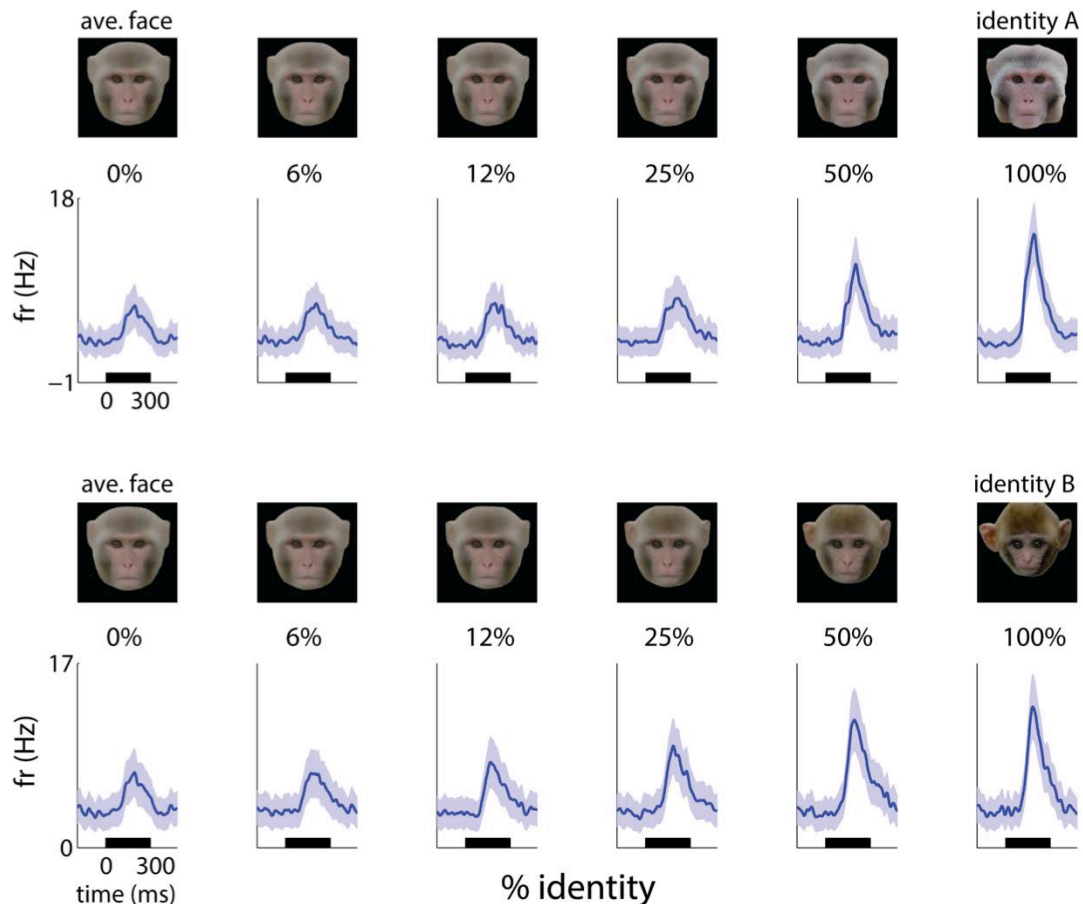 ave. face identity A
0% 6% 12% 25% 50% 100%
18
fr (Hz)
−1
0 300
ave. face identity B
0% 6% 12% 25% 50% 100%
17
fr (Hz)
0
0 300
time (ms) % identity